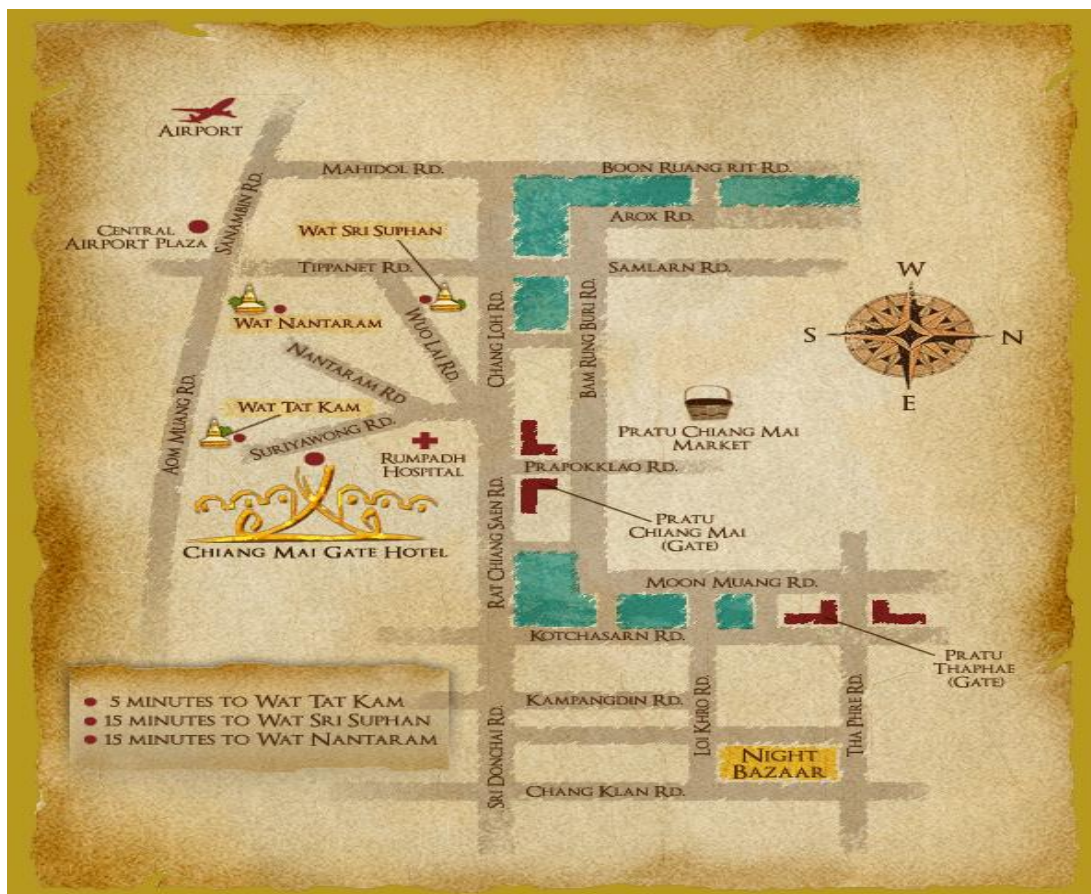 AIRPORT
MAHIDOL RD.
BOON RUANG RIT RD.
SANAMBIN RD.
AROX RD.
CENTRAL
AIRPORT PLAZA
WAT SRI SUPHAN
TIPPANET RD.
SAMLARN RD.
W
S
N
E
WAT NANTARAM
WUO LAI RD.
CHANG LOH RD.
BAM RUNG BURI RD.
NANTARAM RD
AOM MUANG RD.
WAT TAT KAM
SURIYAWONG RD.
RUMPADH
HOSPITAL
PRATU CHIANG MAI
MARKET
PRAPOKKLAO RD.
CHIANG MAI GATE HOTEL
RAT CHIANG SAEN RD.
PRATU
CHIANG MAI
(GATE)
MOON MUANG RD.
KOTCHASARN RD.
PRATU
THAPHAE
(GATE)
5 MINUTES TO WAT TAT KAM
15 MINUTES TO WAT SRI SUPHAN
15 MINUTES TO WAT NANTARAM
KAMPANGDIN RD.
LOI KHRO RD.
THA PHRE RD.
SRI DONCHAI RD.
NIGHT
BAZAAR
CHANG KLAN RD.